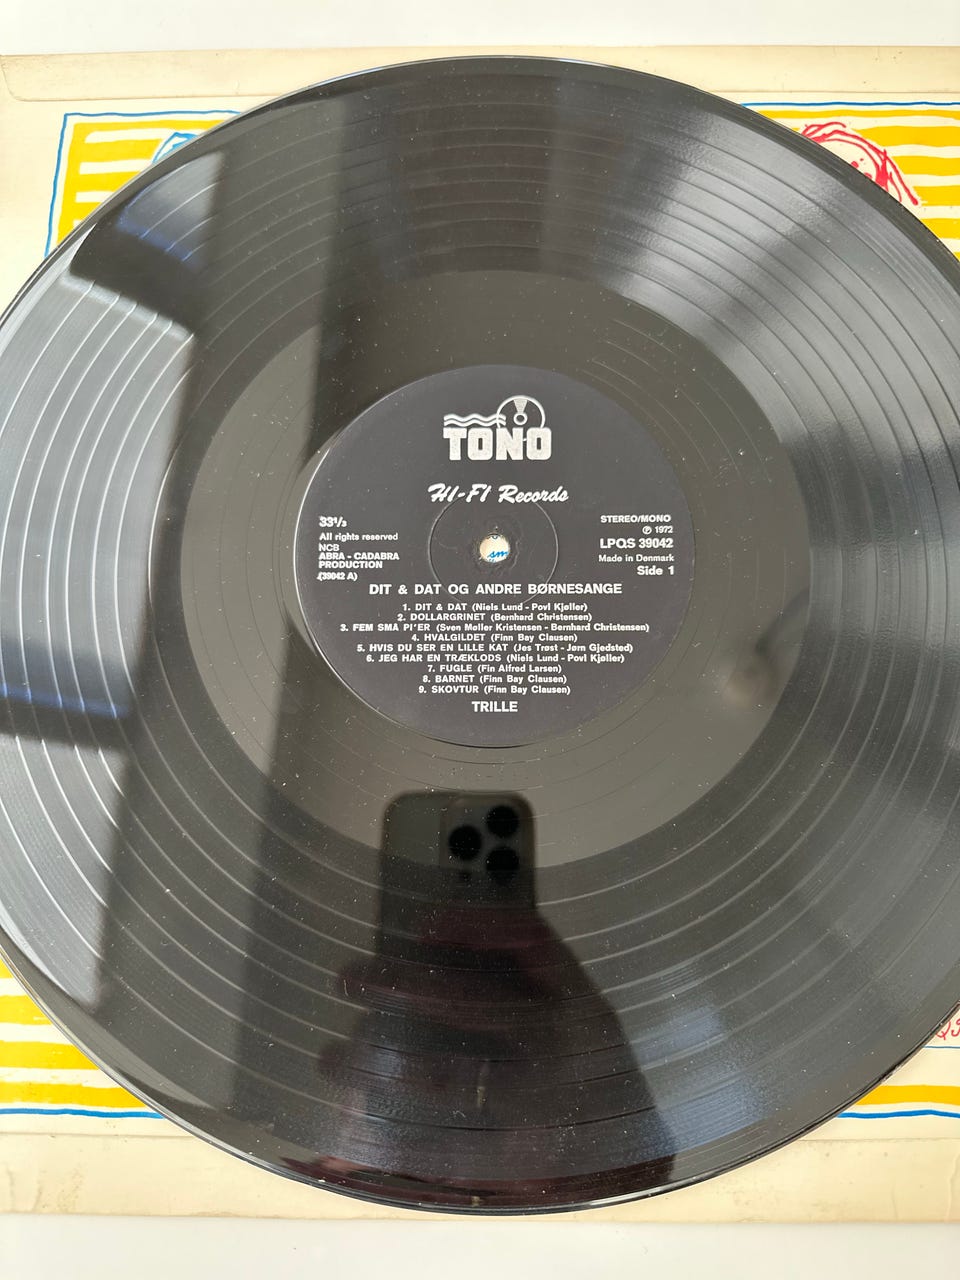 TONO
HI-FI Records
33⅓
All rights reserved
NCB
ABRA - CADABRA
PRODUCTION
(39042 A)
STEREO/MONO
Ⓟ 1972
LPQS 39042
Made in Denmark
Side 1
DIT & DAT OG ANDRE BØRNESANGE
1. DIT & DAT (Niels Lund - Povl Kjøller)
2. DOLLARGRINET (Bernhard Christensen)
3. FEM SMÅ PI'ER (Sven Møller Kristensen - Bernhard Christensen)
4. HVALGILDET (Finn Bay Clausen)
5. HVIS DU SER EN LILLE KAT (Jes Trøst - Jørn Gjedsted)
6. JEG HAR EN TRÆKLODS (Niels Lund - Povl Kjøller)
7. FUGLE (Fin Alfred Larsen)
8. BARNET (Finn Bay Clausen)
9. SKOVTUR (Finn Bay Clausen)
TRILLE
sm